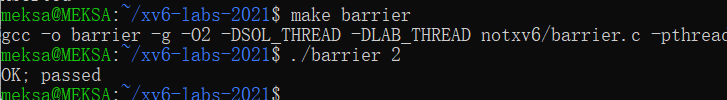 meksa@MEKSA:~/xv6-labs-2021$ make barrier
gcc -o barrier -g -O2 -DSOL_THREAD -DLAB_THREAD notxv6/barrier.c -pthread
meksa@MEKSA:~/xv6-labs-2021$ ./barrier 2
OK; passed
meksa@MEKSA:~/xv6-labs-2021$